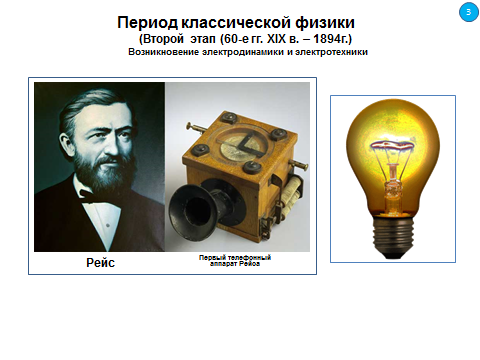 3
Период классической физики
(Второй этап (60-е гг. XIX в. – 1894г.)
Возникновение электродинамики и электротехники
Рейс
Первый телефонный
аппарат Рейса